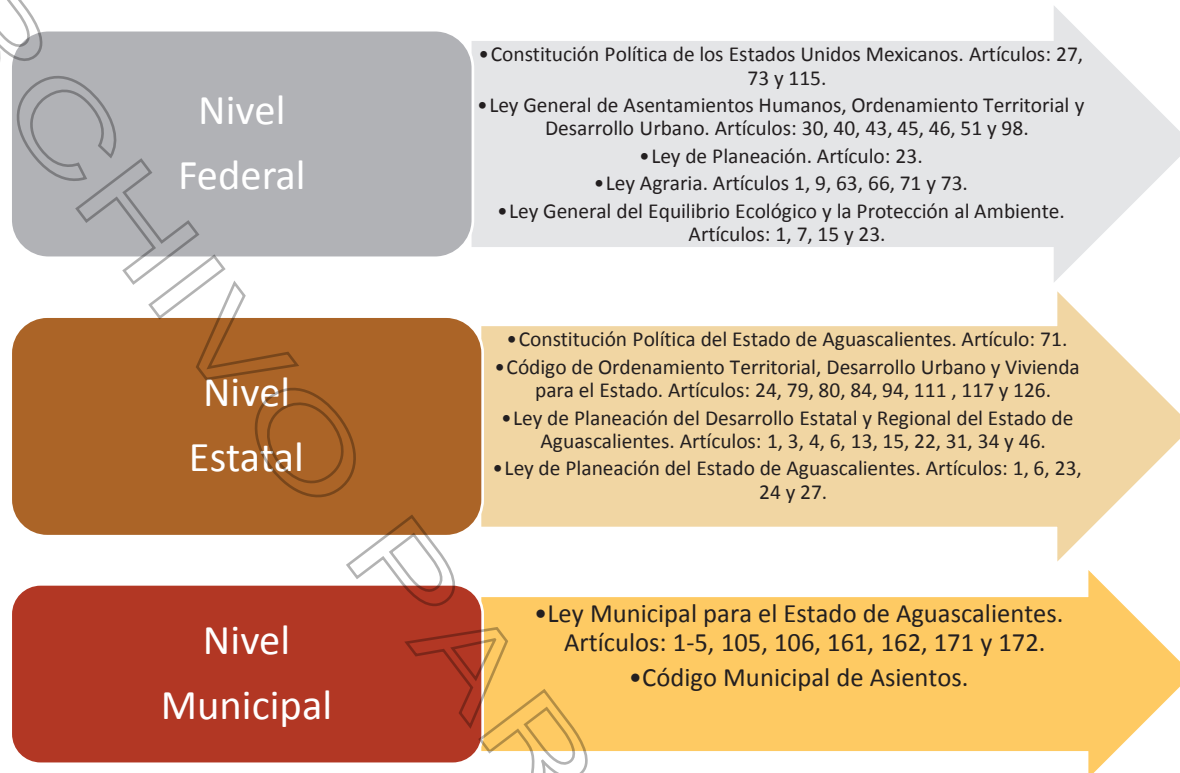 Nivel
Federal
•Constitución Política de los Estados Unidos Mexicanos. Artículos: 27,
73 y 115.
•Ley General de Asentamientos Humanos, Ordenamiento Territorial y
Desarrollo Urbano. Artículos: 30, 40, 43, 45, 46, 51 y 98.
•Ley de Planeación. Artículo: 23.
•Ley Agraria. Artículos 1, 9, 63, 66, 71 y 73.
•Ley General del Equilibrio Ecológico y la Protección al Ambiente.
Artículos: 1, 7, 15 y 23.
Nivel
Estatal
•Constitución Política del Estado de Aguascalientes. Artículo: 71.
•Código de Ordenamiento Territorial, Desarrollo Urbano y Vivienda
para el Estado. Artículos: 24, 79, 80, 84, 94, 111 , 117 y 126.
•Ley de Planeación del Desarrollo Estatal y Regional del Estado de
Aguascalientes. Artículos: 1, 3, 4, 6, 13, 15, 22, 31, 34 y 46.
•Ley de Planeación del Estado de Aguascalientes. Artículos: 1, 6, 23,
24 y 27.
Nivel
Municipal
•Ley Municipal para el Estado de Aguascalientes.
Artículos: 1-5, 105, 106, 161, 162, 171 y 172.
•Código Municipal de Asientos.